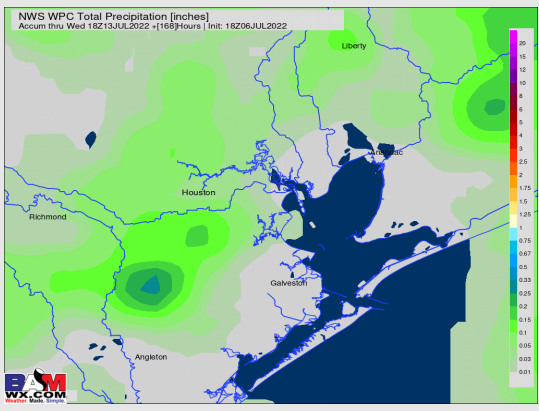 NWS WPC Total Precipitation [inches]
Accum thru Wed 18Z13JUL2022 +[168]Hours | Init: 18Z06JUL2022
Liberty
Anahuac
Houston
Richmond
Galveston
Angleton
20
15
12
10
8
6
5
4
3
2.5
2
1.75
1.5
1.25
1
0.75
0.67
0.5
0.33
0.25
0.2
0.15
0.1
0.05
0.03
0.01
BAM
WX.COM
Weather. Made. Simple.